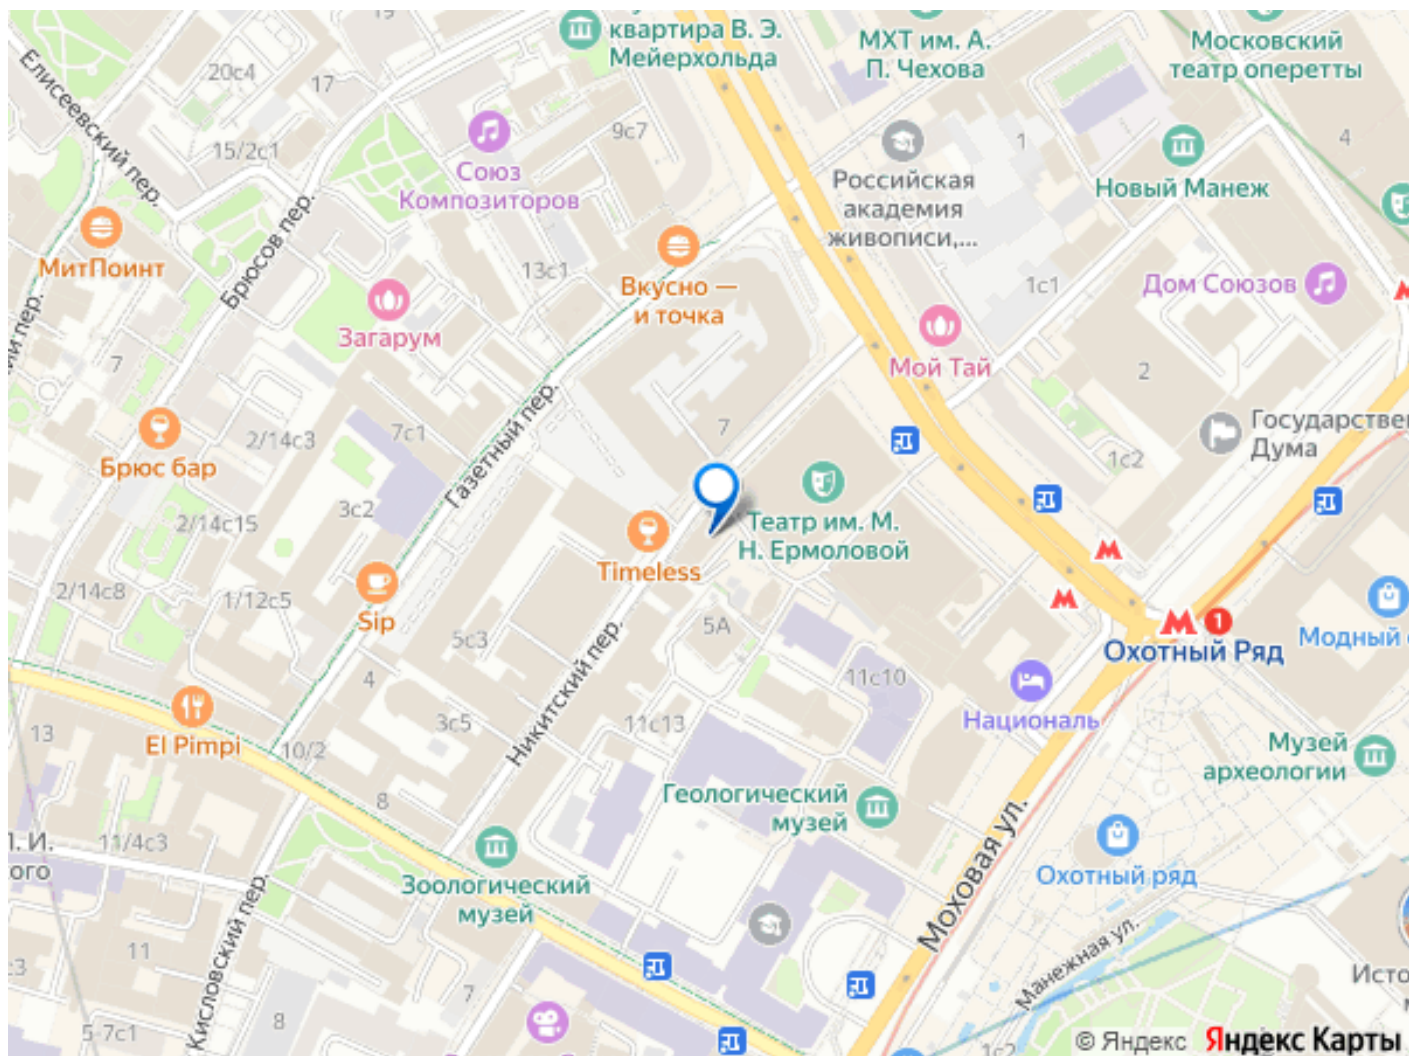 квартира В. Э.
Мейерхольда
МХТ им. А.
П. Чехова
Московский
театр оперетты
Елисеевский пер.
20с4
17
9с7
1
4
15/2с1
Союз
Композиторов
Российская
академия
живописи,...
Новый Манеж
МитПоинт
Брюсов пер.
13с1
Вкусно —
и точка
1с1
Дом Союзов
Загарум
Мой Тай
7
2
Газетный пер.
7
Государствен
Дума
1с2
Брюс бар
2/14с3
7с1
3с2
2/14с15
Театр им. М.
Н. Ермоловой
Timeless
2/14с8
1/12с5
Sip
5с3
5А
Никитский пер.
Охотный Ряд
1
Модный
4
11с10
Националь
13
El Pimpi
10/2
3с5
11с13
Музей
археологии
8
Геологический
музей
Моховая ул.
11/4с3
Л. И.
ого
Зоологический
музей
Охотный ряд
Кисловский пер.
11
Манежная ул.
7
8
5-7с1
Исто
1с2
© Яндекс Яндекс Карты